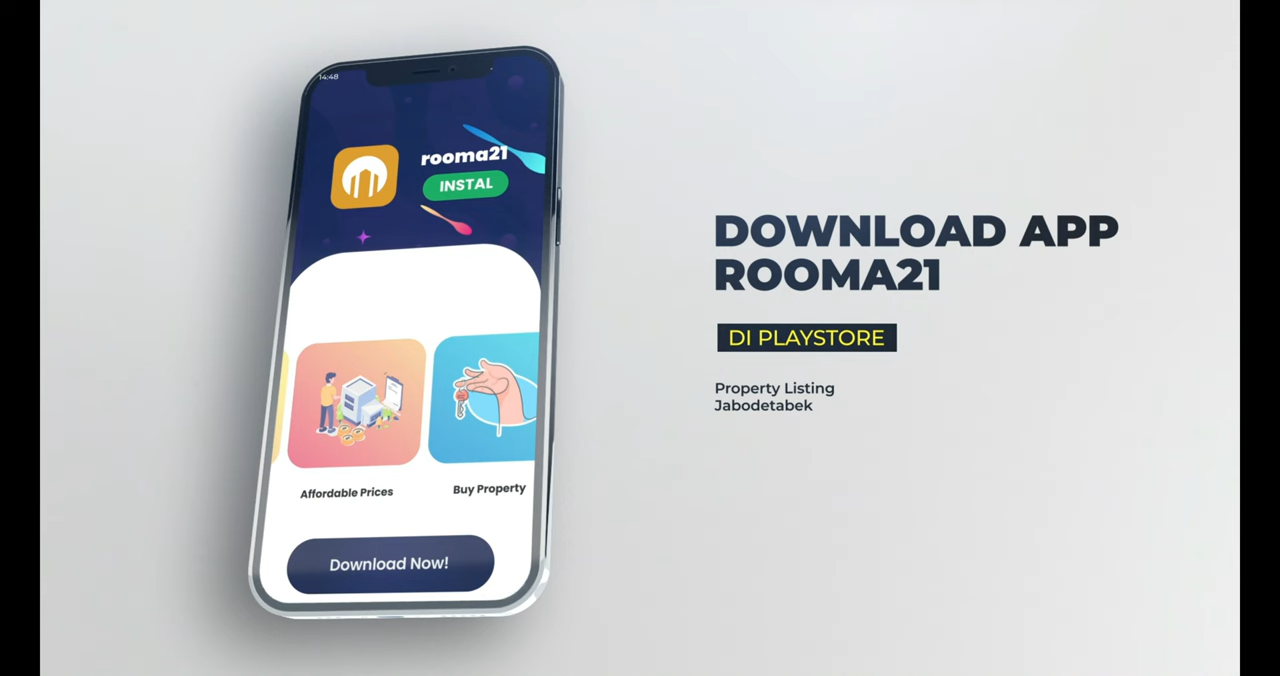 14:48
rooma21
INSTAL
Affordable Prices
Buy Property
Download Now!
DOWNLOAD APP
ROOMA21
DI PLAYSTORE
Property Listing
Jabodetabek